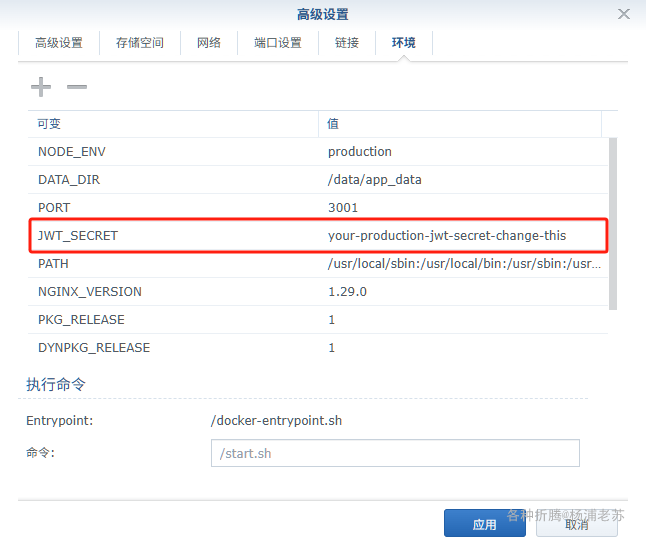 高级设置
高级设置 存储空间 网络 端口设置 链接 环境
可变 值
NODE_ENV production
DATA_DIR /data/app_data
PORT 3001
JWT_SECRET your-production-jwt-secret-change-this
PATH /usr/local/sbin:/usr/local/bin:/usr/sbin:/usr...
NGINX_VERSION 1.29.0
PKG_RELEASE 1
DYNPKG_RELEASE 1
执行命令
Entrypoint: /docker-entrypoint.sh
命令: /start.sh
应用 取消
各种折腾@杨浦老苏